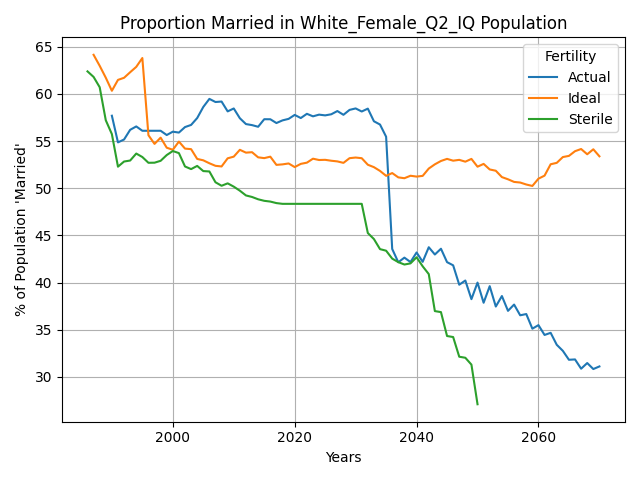 Proportion Married in White_Female_Q2_IQ Population
% of Population 'Married'
65
60
55
50
45
40
35
30
2000
2020
2040
2060
Years
Fertility
Actual
Ideal
Sterile